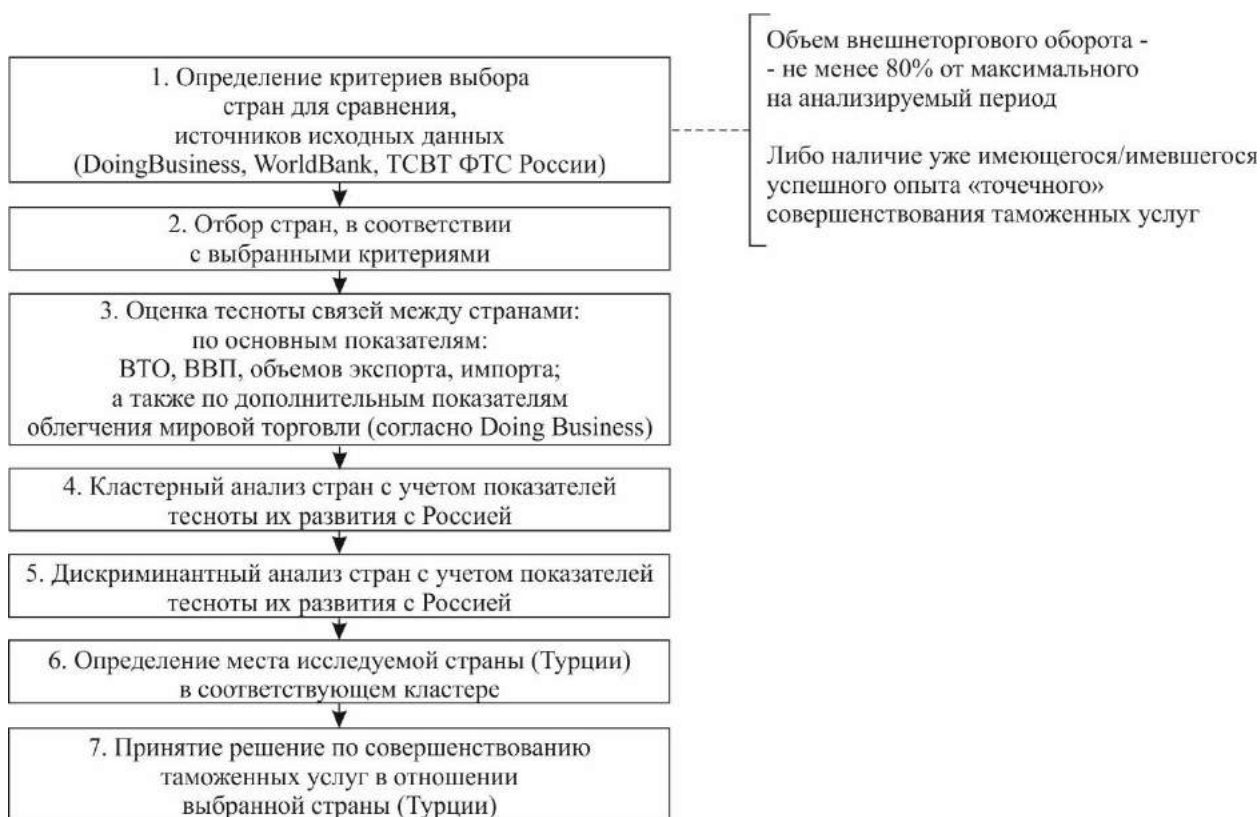 1. Определение критериев выбора
стран для сравнения,
источников исходных данных
(DoingBusiness, WorldBank, ТСВТ ФТС России)
Объем внешнеторгового оборота -
- не менее 80% от максимального
на анализируемый период
Либо наличие уже имеющегося/имевшегося
успешного опыта «точечного»
совершенствования таможенных услуг
2. Отбор стран, в соответствии
с выбранными критериями
3. Оценка тесноты связей между странами:
по основным показателям:
ВТО, ВВП, объемов экспорта, импорта;
а также по дополнительным показателям
облегчения мировой торговли (согласно Doing Business)
4. Кластерный анализ стран с учетом показателей
тесноты их развития с Россией
5. Дискриминантный анализ стран с учетом показателей
тесноты их развития с Россией
6. Определение места исследуемой страны (Турции)
в соответствующем кластере
7. Принятие решение по совершенствованию
таможенных услуг в отношении
выбранной страны (Турции)